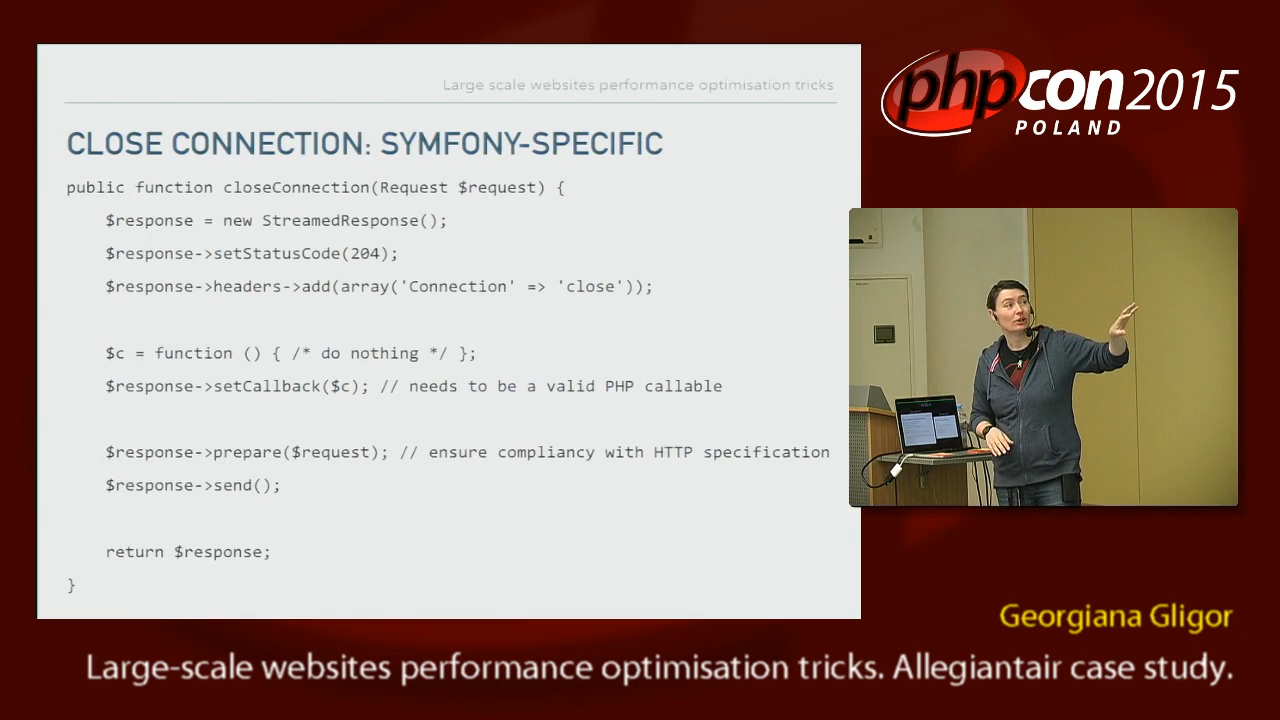 Large scale websites performance optimisation tricks
CLOSE CONNECTION: SYMFONY-SPECIFIC
public function closeConnection(Request $request) {
    $response = new StreamedResponse();
    $response->setStatusCode(204);
    $response->headers->add(array('Connection' => 'close'));
    $c = function () { /* do nothing */ };
    $response->setCallback($c); // needs to be a valid PHP callable
    $response->prepare($request); // ensure compliancy with HTTP specification
    $response->send();
    return $response;
}
phpcon2015
POLAND
Georgiana Gligor
Large-scale websites performance optimisation tricks. Allegiantair case study.